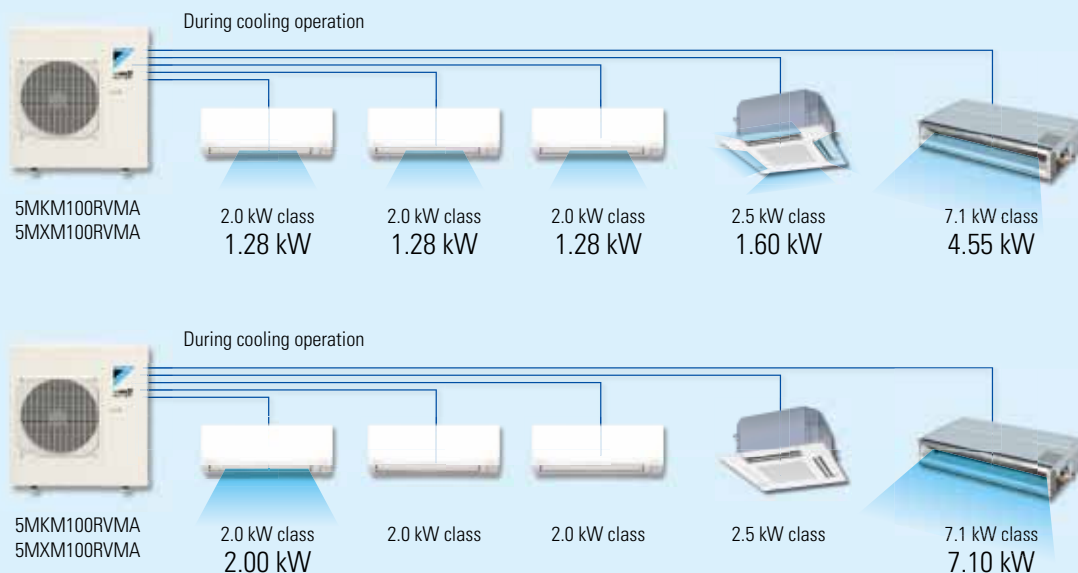 During cooling operation
5MKM100RVMA
5MXM100RVMA
2.0 kW class
1.28 kW
2.0 kW class
1.28 kW
2.0 kW class
1.28 kW
2.5 kW class
1.60 kW
7.1 kW class
4.55 kW
During cooling operation
5MKM100RVMA
5MXM100RVMA
2.0 kW class
2.00 kW
2.0 kW class
2.0 kW class
2.5 kW class
7.1 kW class
7.10 kW